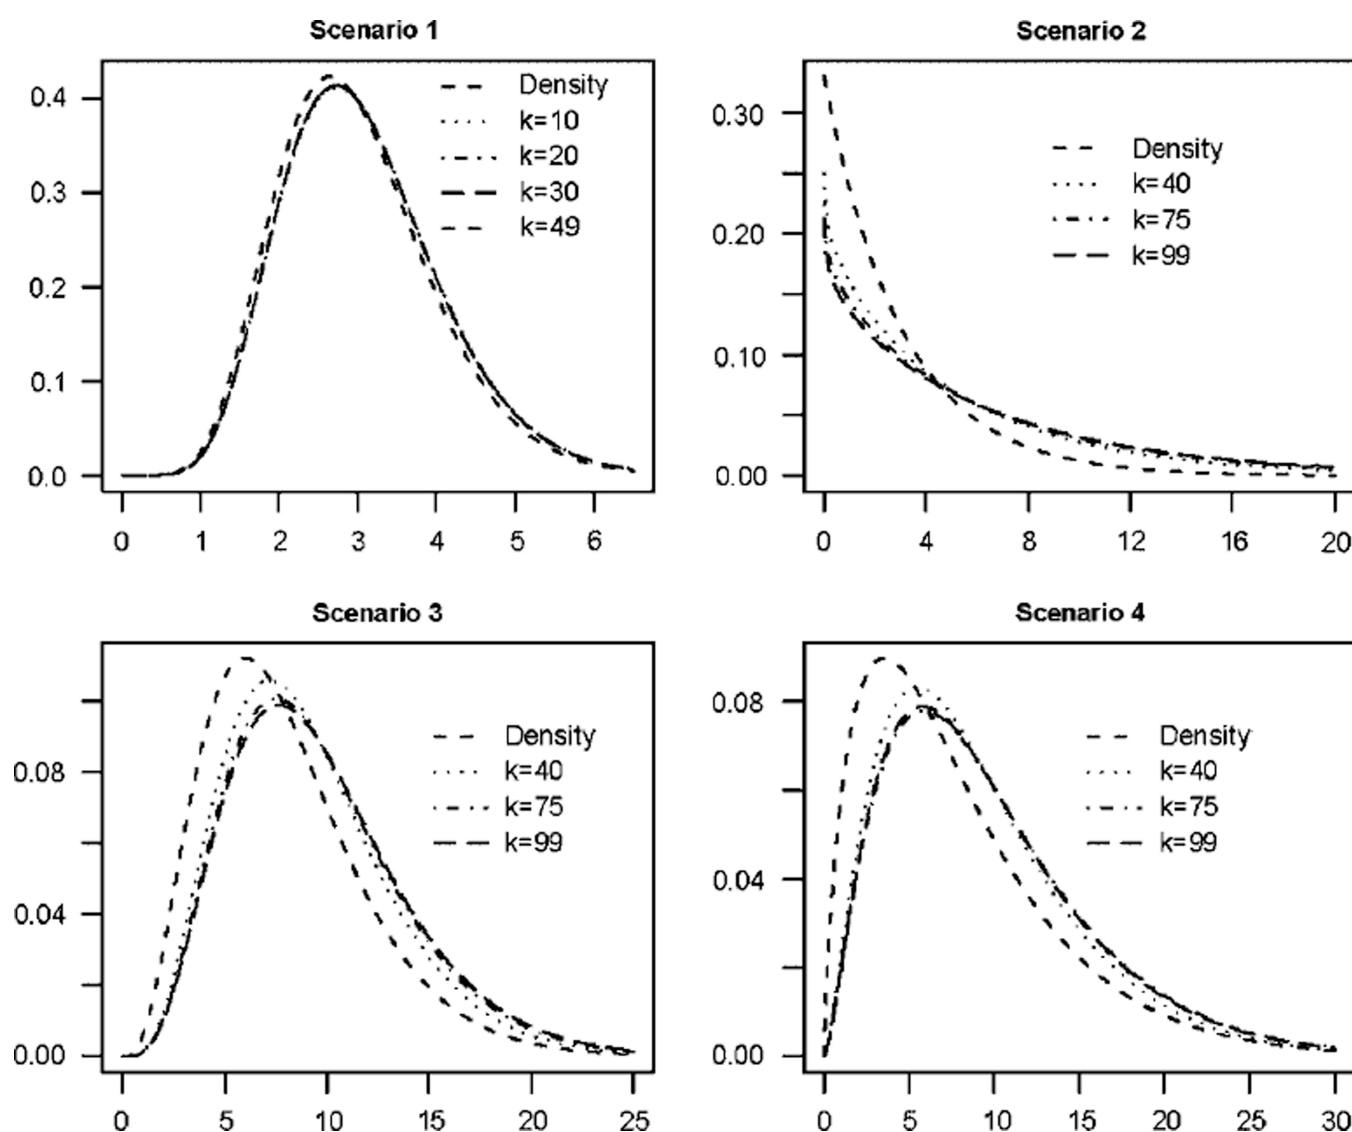 Scenario 1
0.4
0.3
0.2
0.1
0.0
Density
k=10
k=20
k=30
k=49
0 1 2 3 4 5 6
Scenario 2
0.30
0.20
0.10
0.00
Density
k=40
k=75
k=99
0 4 8 12 16 20
Scenario 3
0.08
0.04
0.00
Density
k=40
k=75
k=99
0 5 10 15 20 25
Scenario 4
0.08
0.04
0.00
Density
k=40
k=75
k=99
0 5 10 15 20 25 30